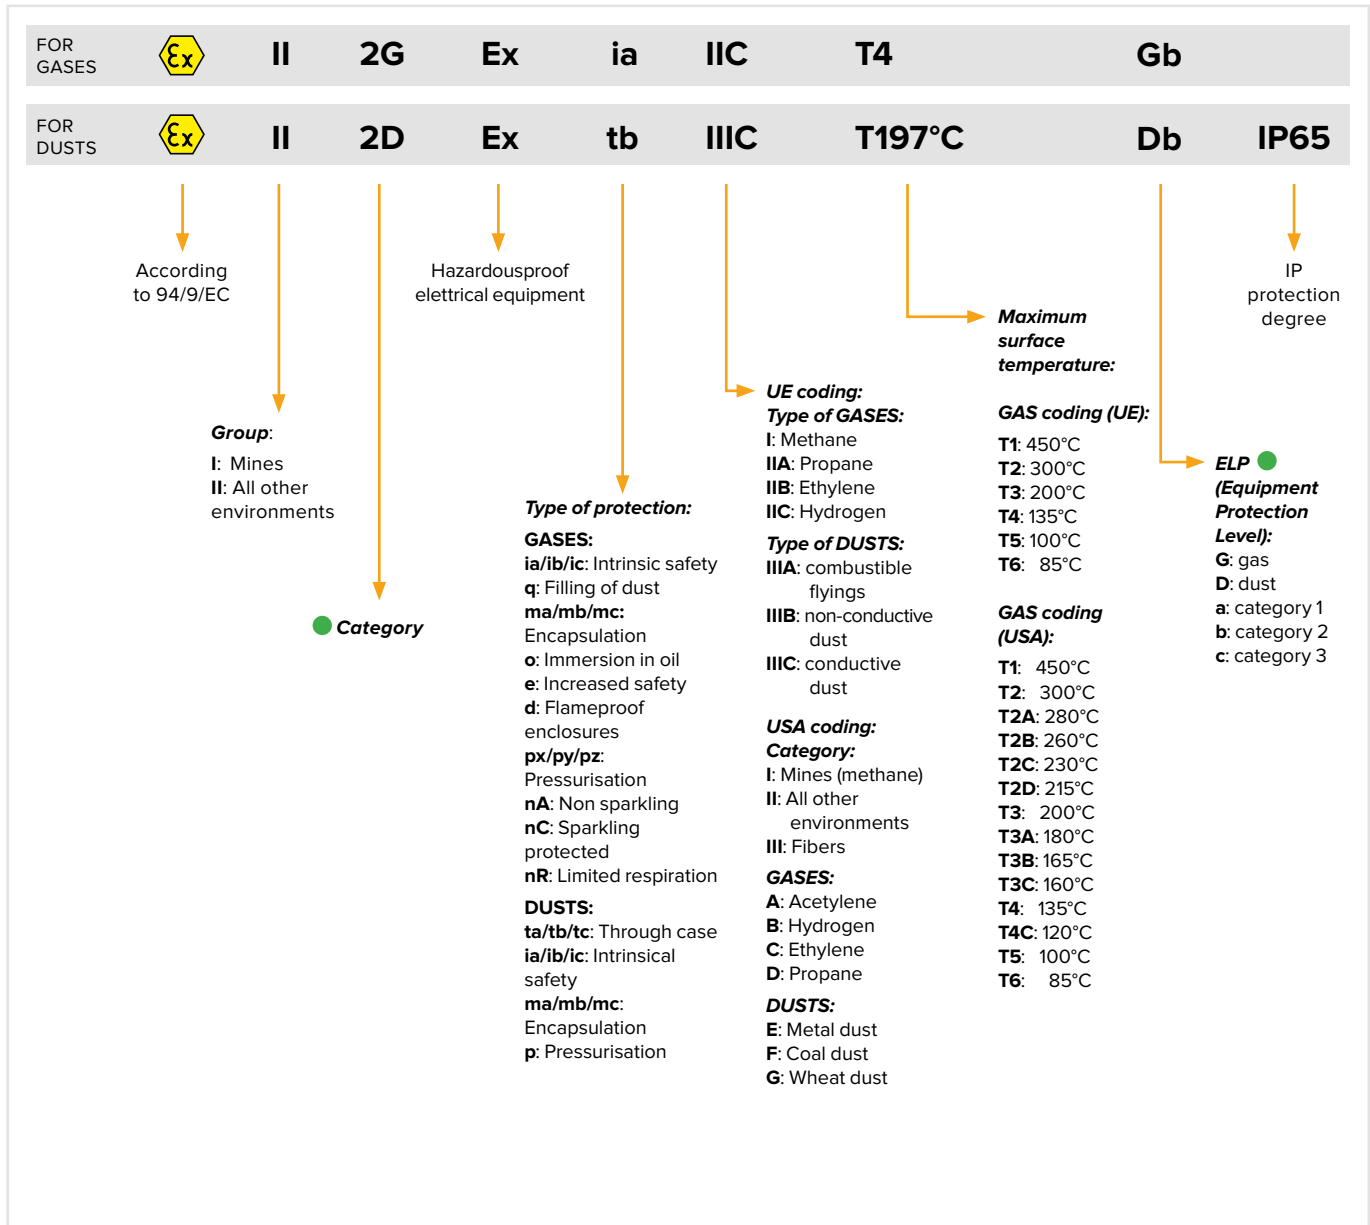 FOR GASES Ex II 2G Ex ia IIC T4 Gb
FOR DUSTS Ex II 2D Ex tb IIIC T197°C Db IP65
According
to 94/9/EC
Hazardousproof
elettrical equipment
IP
protection
degree
Group:
I: Mines
II: All other
environments
Category
Type of protection:
GASES:
ia/ib/ic: Intrinsic safety
q: Filling of dust
ma/mb/mc:
Encapsulation
o: Immersion in oil
e: Increased safety
d: Flameproof
enclosures
px/py/pz:
Pressurisation
nA: Non sparkling
nC: Sparkling
protected
nR: Limited respiration
DUSTS:
ta/tb/tc: Through case
ia/ib/ic: Intrinsical
safety
ma/mb/mc:
Encapsulation
p: Pressurisation
UE coding:
Type of GASES:
I: Methane
IIA: Propane
IIB: Ethylene
IIC: Hydrogen
Type of DUSTS:
IIIA: combustible
flyings
IIIB: non-conductive
dust
IIIC: conductive
dust
USA coding:
Category:
I: Mines (methane)
II: All other
environments
III: Fibers
GASES:
A: Acetylene
B: Hydrogen
C: Ethylene
D: Propane
DUSTS:
E: Metal dust
F: Coal dust
G: Wheat dust
Maximum
surface
temperature:
GAS coding (UE):
T1: 450°C
T2: 300°C
T3: 200°C
T4: 135°C
T5: 100°C
T6: 85°C
GAS coding
(USA):
T1: 450°C
T2: 300°C
T2A: 280°C
T2B: 260°C
T2C: 230°C
T2D: 215°C
T3: 200°C
T3A: 180°C
T3B: 165°C
T3C: 160°C
T4: 135°C
T4C: 120°C
T5: 100°C
T6: 85°C
ELP
(Equipment
Protection
Level):
G: gas
D: dust
a: category 1
b: category 2
c: category 3